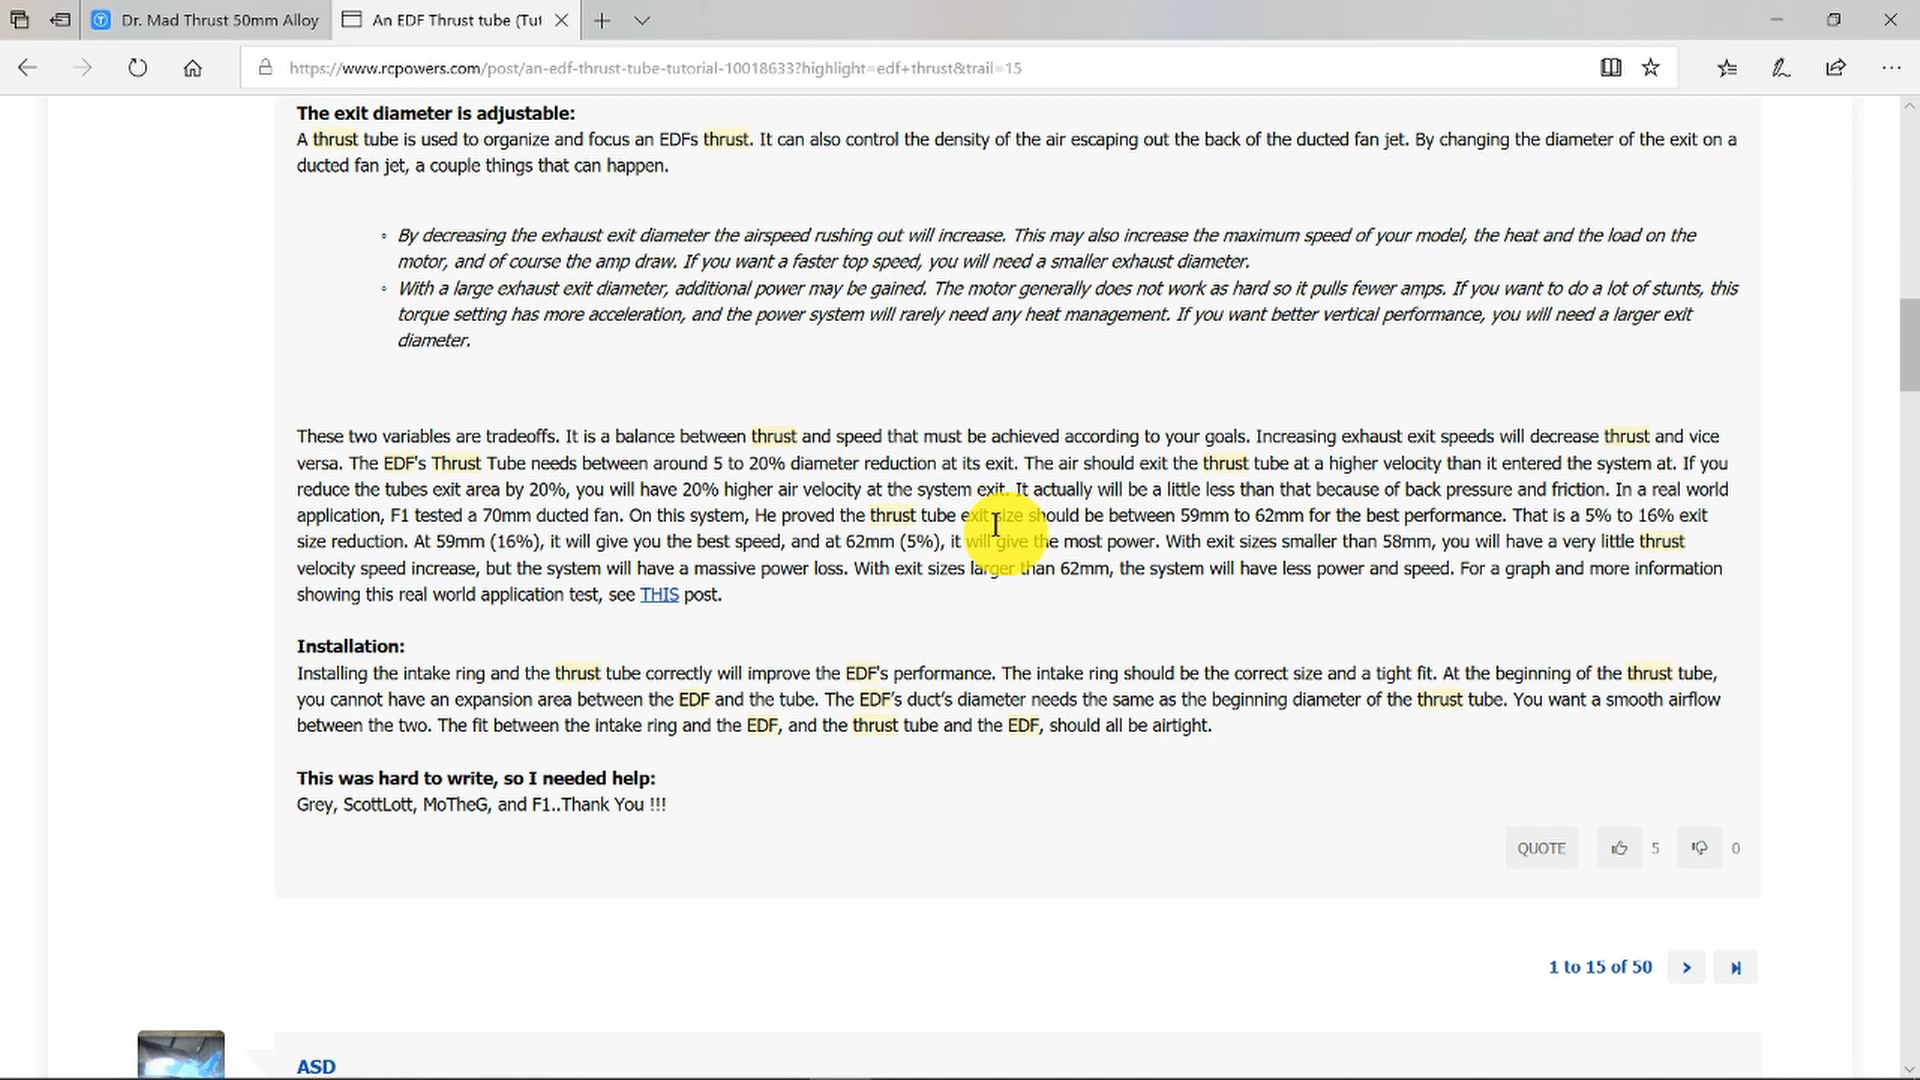 Dr. Mad Thrust 50mm Alloy
An EDF Thrust tube (Tut
https://www.rcpowers.com/post/an-edf-thrust-tube-tutorial-10018633?highlight=edf+thrust&trail=15
The exit diameter is adjustable:
A thrust tube is used to organize and focus an EDFs thrust. It can also control the density of the air escaping out the back of the ducted fan jet. By changing the diameter of the exit on a
ducted fan jet, a couple things that can happen.
◦ By decreasing the exhaust exit diameter the airspeed rushing out will increase. This may also increase the maximum speed of your model, the heat and the load on the
motor, and of course the amp draw. If you want a faster top speed, you will need a smaller exhaust diameter.
◦ With a large exhaust exit diameter, additional power may be gained. The motor generally does not work as hard so it pulls fewer amps. If you want to do a lot of stunts, this
torque setting has more acceleration, and the power system will rarely need any heat management. If you want better vertical performance, you will need a larger exit
diameter.
These two variables are tradeoffs. It is a balance between thrust and speed that must be achieved according to your goals. Increasing exhaust exit speeds will decrease thrust and vice
versa. The EDF's Thrust Tube needs between around 5 to 20% diameter reduction at its exit. The air should exit the thrust tube at a higher velocity than it entered the system at. If you
reduce the tubes exit area by 20%, you will have 20% higher air velocity at the system exit. It actually will be a little less than that because of back pressure and friction. In a real world
application, F1 tested a 70mm ducted fan. On this system, He proved the thrust tube exit size should be between 59mm to 62mm for the best performance. That is a 5% to 16% exit
size reduction. At 59mm (16%), it will give you the best speed, and at 62mm (5%), it will give the most power. With exit sizes smaller than 58mm, you will have a very little thrust
velocity speed increase, but the system will have a massive power loss. With exit sizes larger than 62mm, the system will have less power and speed. For a graph and more information
showing this real world application test, see THIS post.
Installation:
Installing the intake ring and the thrust tube correctly will improve the EDF's performance. The intake ring should be the correct size and a tight fit. At the beginning of the thrust tube,
you cannot have an expansion area between the EDF and the tube. The EDF's duct's diameter needs the same as the beginning diameter of the thrust tube. You want a smooth airflow
between the two. The fit between the intake ring and the EDF, and the thrust tube and the EDF, should all be airtight.
This was hard to write, so I needed help:
Grey, ScottLott, MoTheG, and F1..Thank You !!!
QUOTE 5 0
1 to 15 of 50
ASD